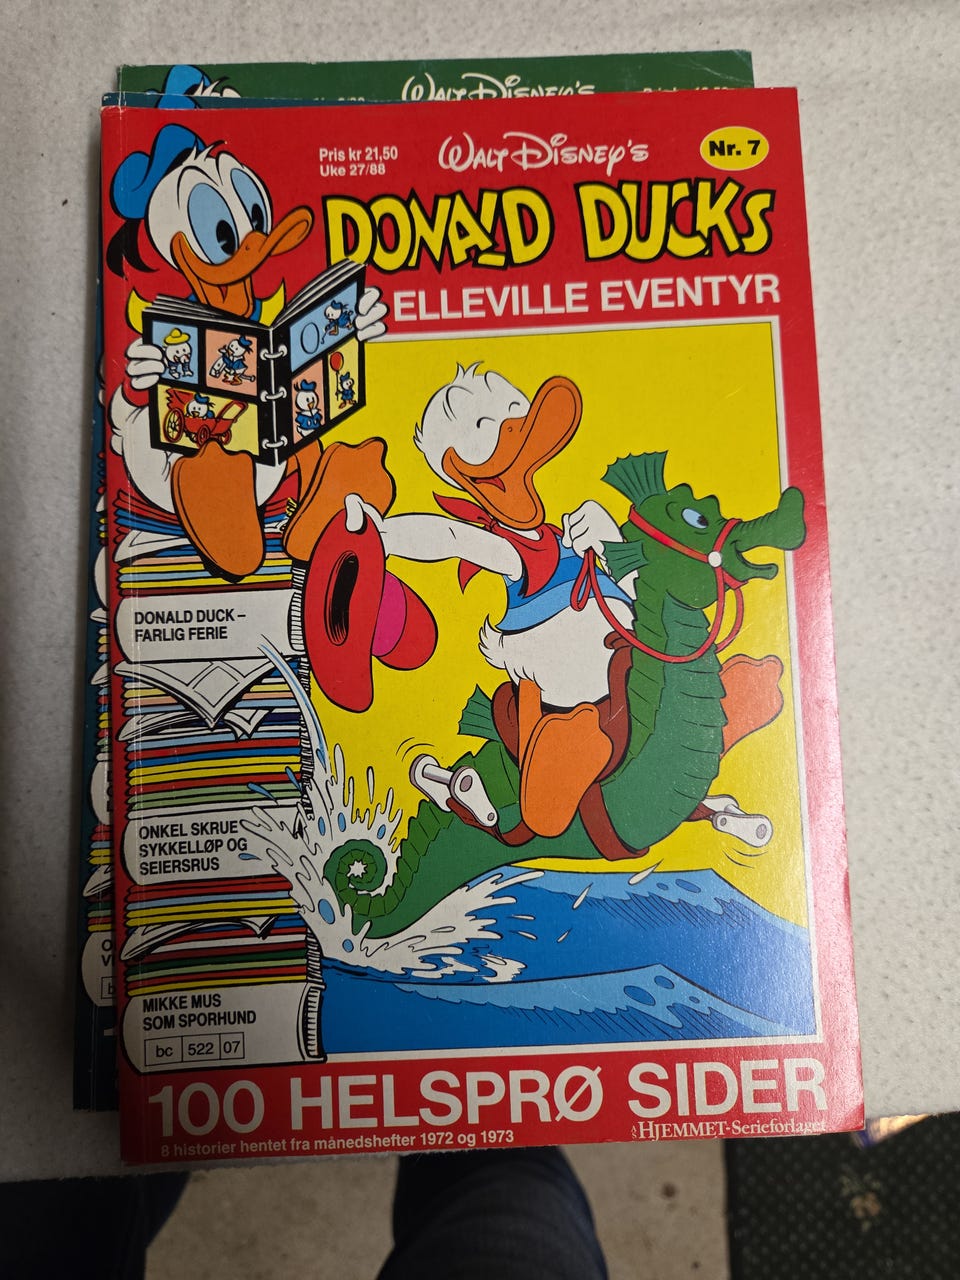 WALT DISNEY'S
Pris kr 21,50
Uke 27/88
WALT DISNEY'S
Nr. 7
DONALD DUCKS
ELLEVILLE EVENTYR
DONALD DUCK –
FARLIG FERIE
ONKEL SKRUE
SYKKELLØP OG
SEIERSRUS
MIKKE MUS
SOM SPORHUND
bc 522 07
100 HELSPRØ SIDER
8 historier hentet fra månedshefter 1972 og 1973
A/S HJEMMET-Serieforlaget